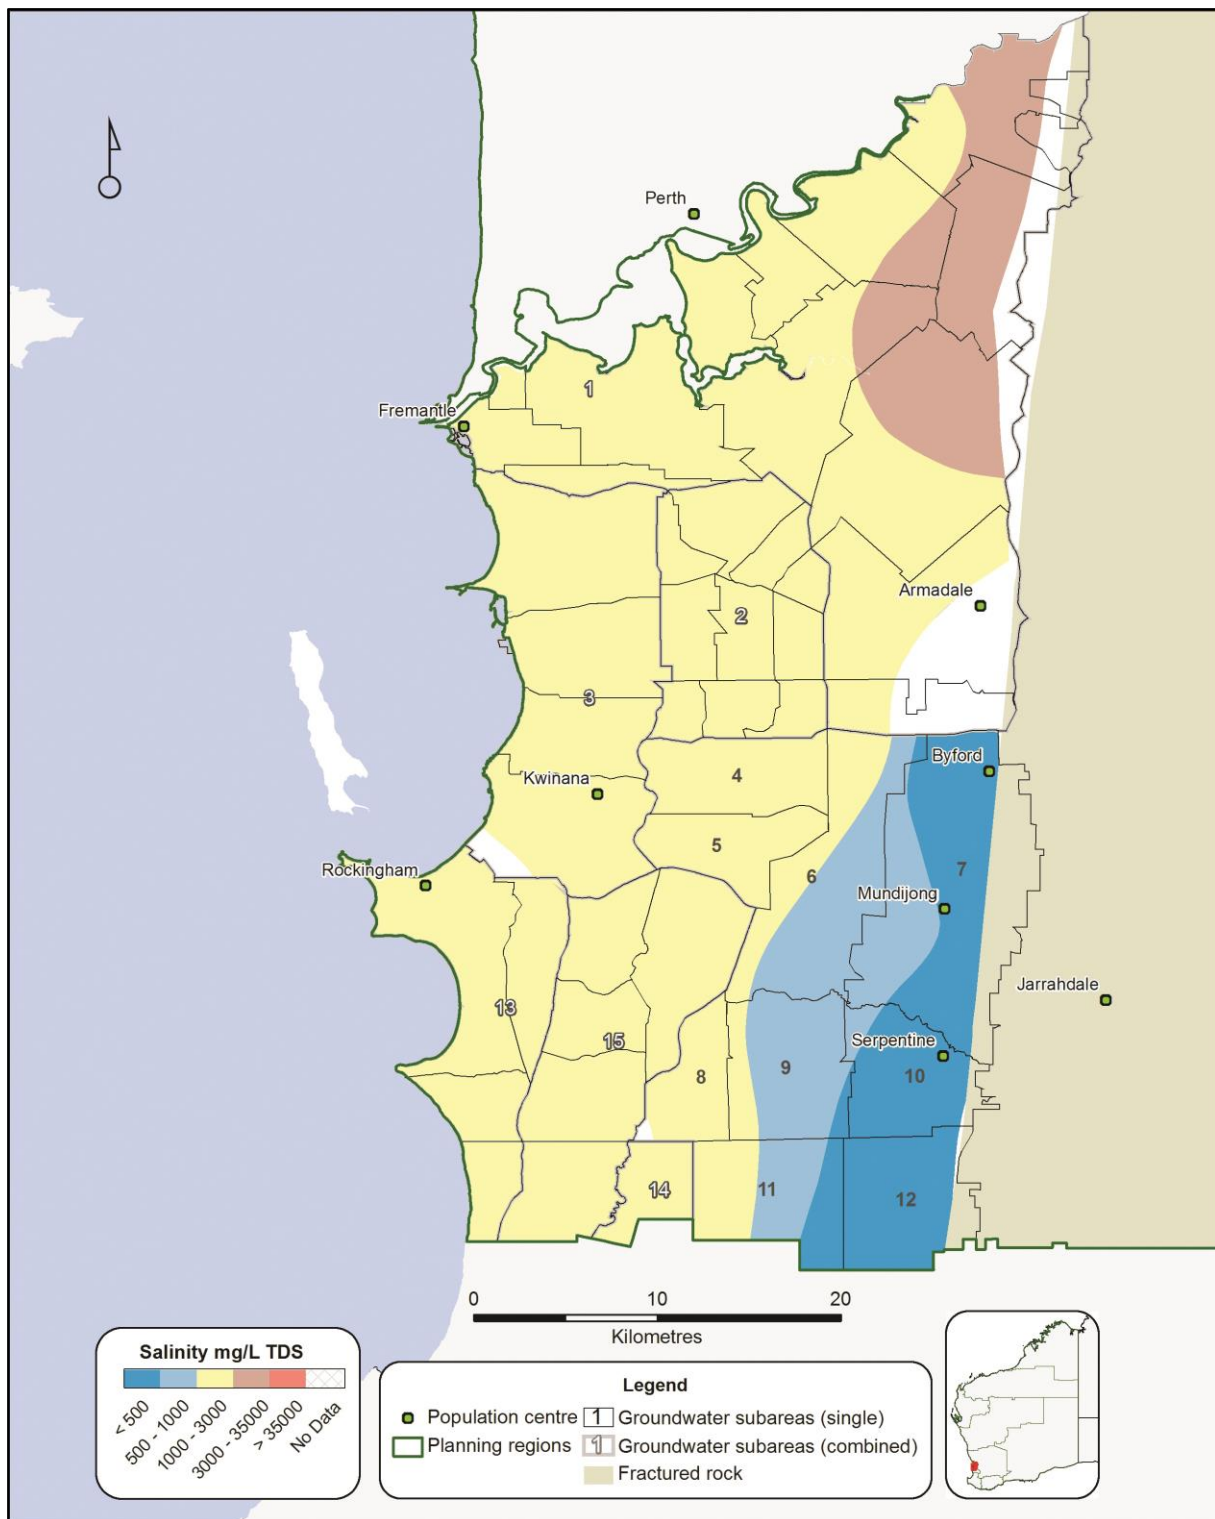 Perth
1
Fremantle
Armadale
2
3
Byford
4
Kwinana
5
Rockingham
6
7
Mundijong
Jarrahdale
13
15
Serpentine
8
9
10
14
11
12
0 10 20
Kilometres
Salinity mg/L TDS
< 500
500 - 1000
1000 - 3000
3000 - 35000
> 35000
No Data
Legend
Population centre
1 Groundwater subareas (single)
Planning regions
1 Groundwater subareas (combined)
Fractured rock